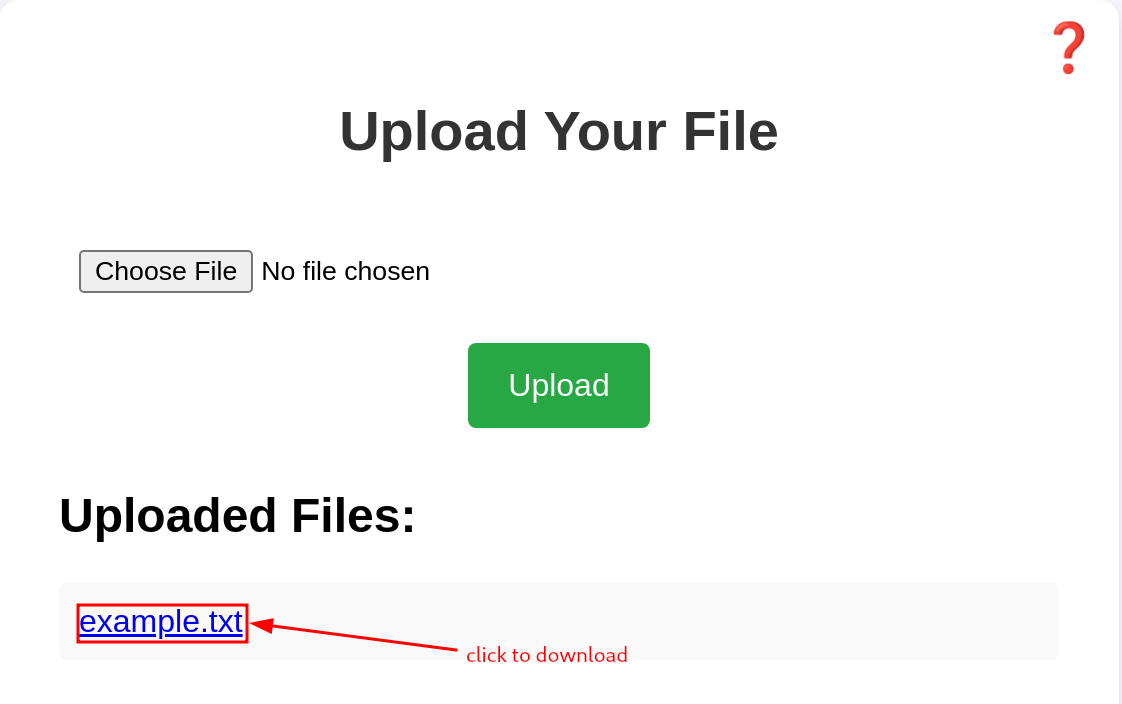 ❓
Upload Your File
Choose File No file chosen
Upload
Uploaded Files:
example.txt
click to download